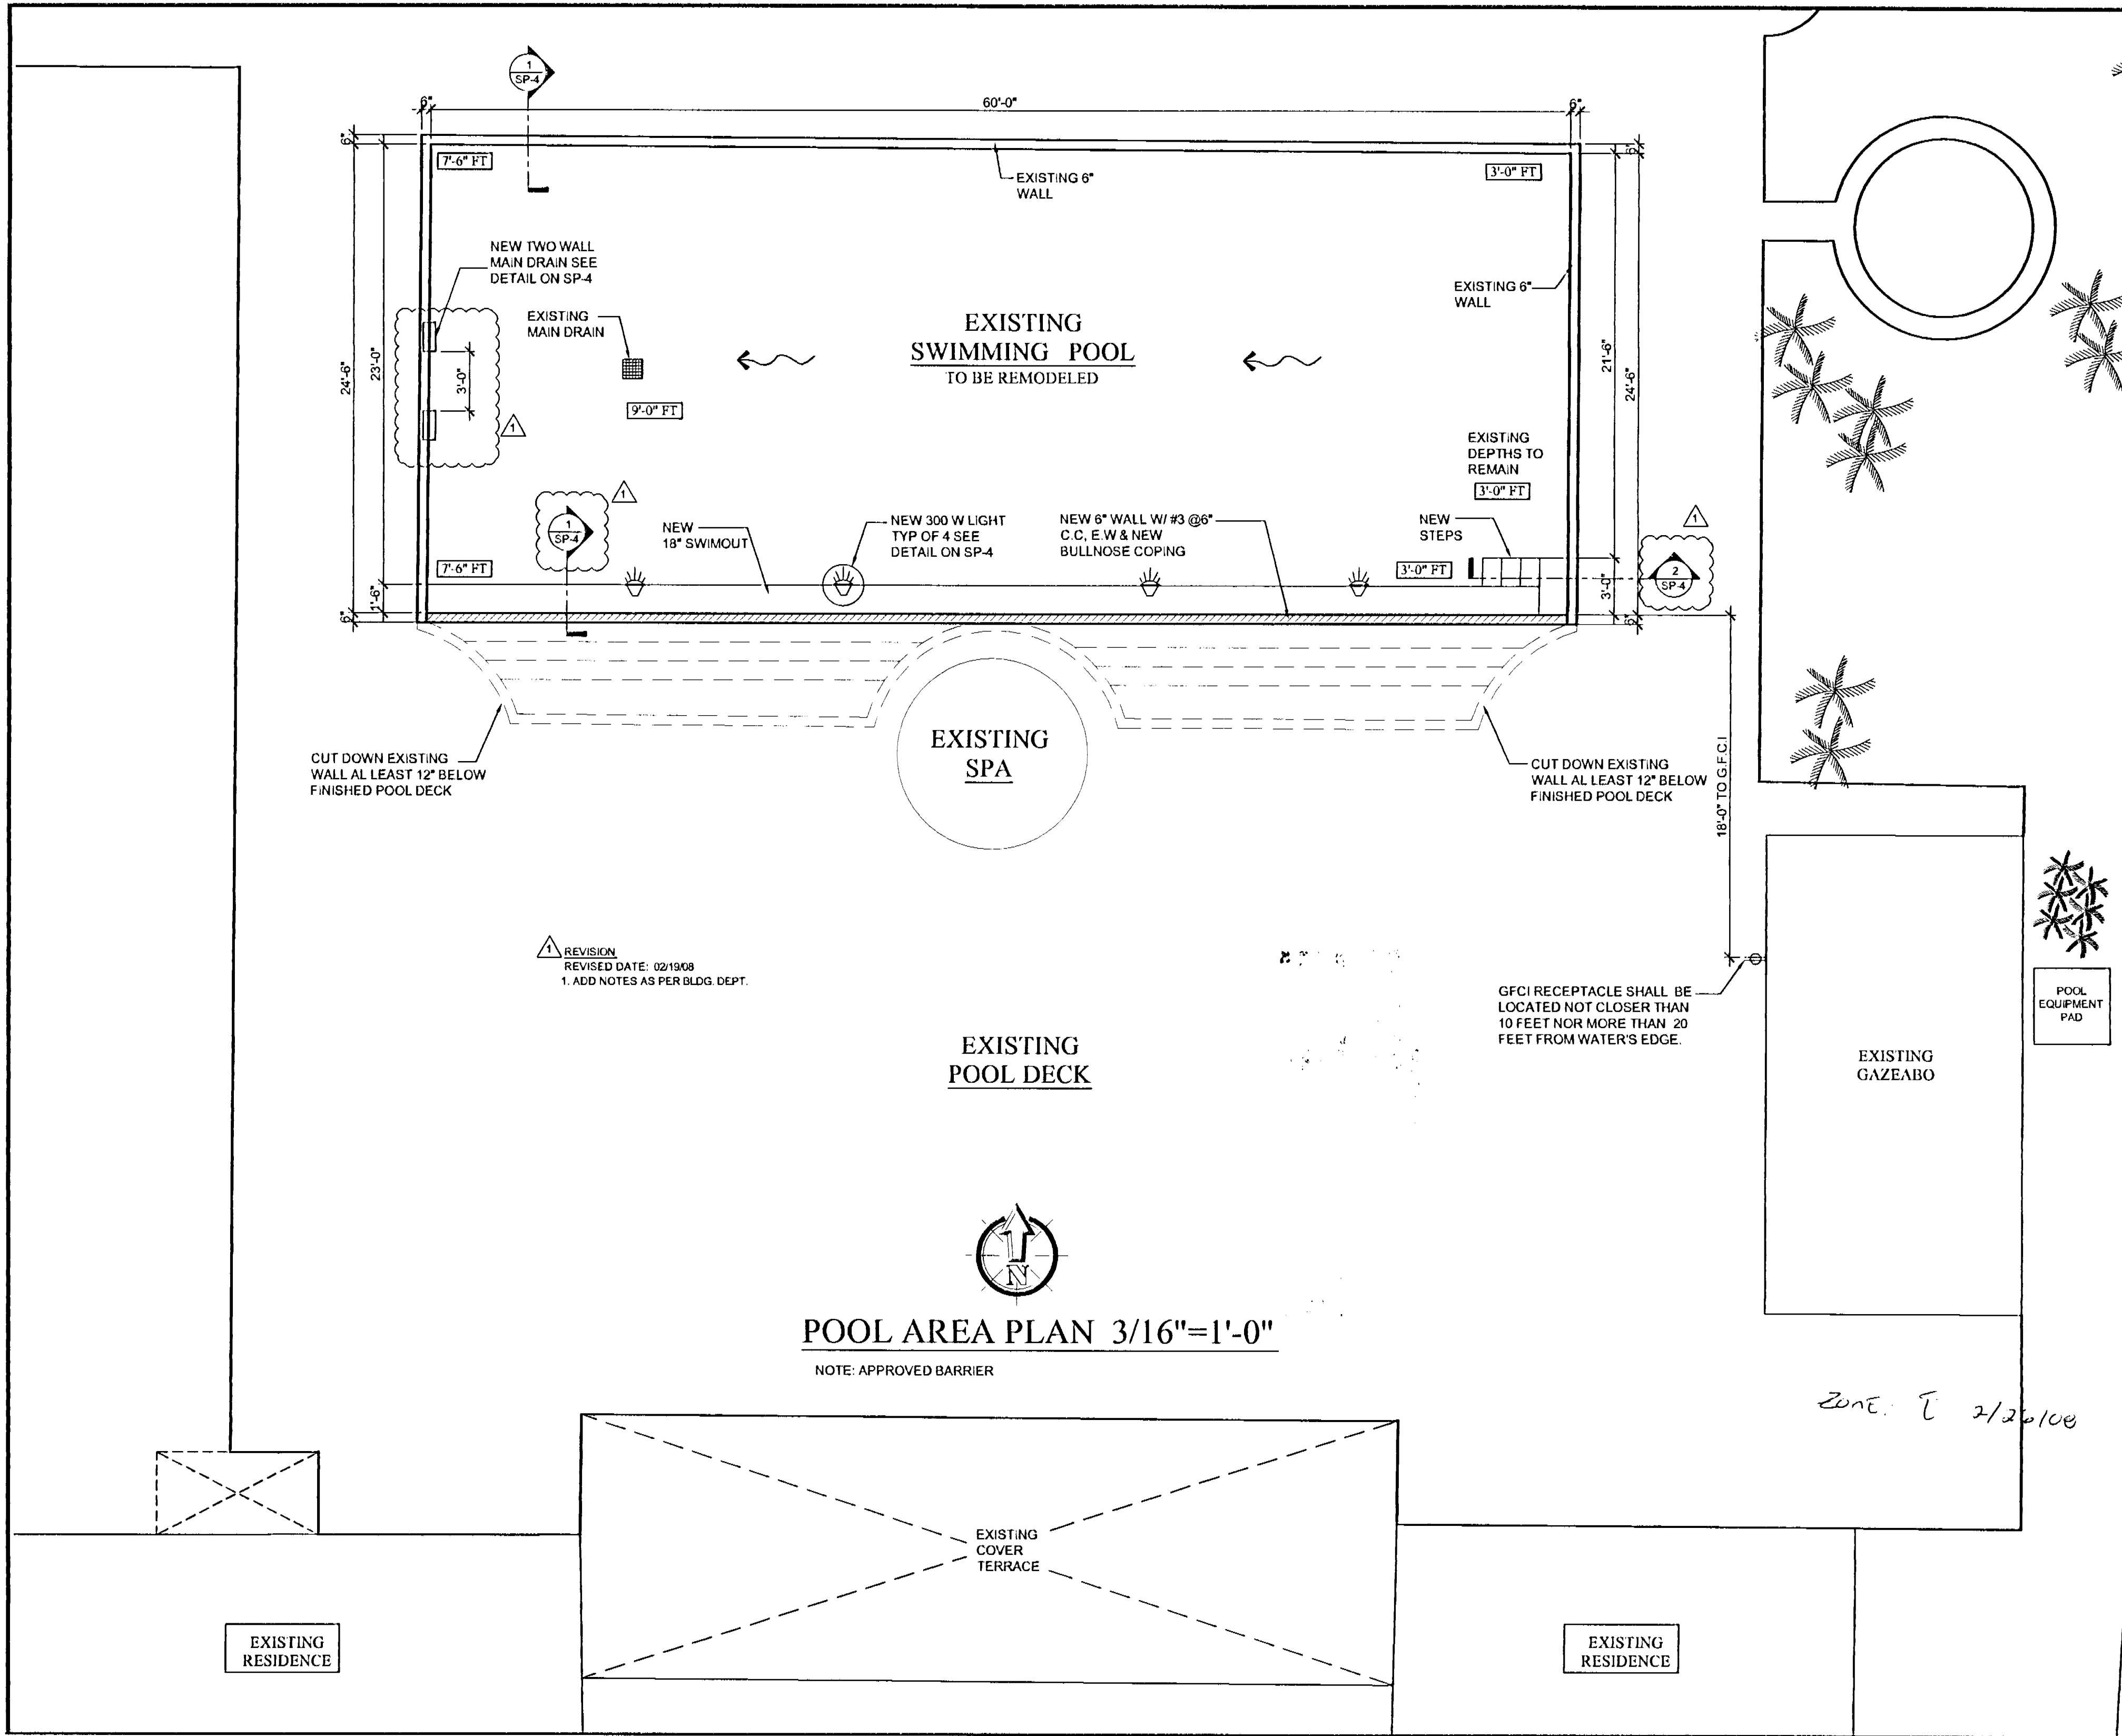 1
SP-4
6"
60'-0"
6"
6"
7'-6" FT
EXISTING 6"
WALL
3'-0" FT
6"
NEW TWO WALL
MAIN DRAIN SEE
DETAIL ON SP-4
EXISTING
MAIN DRAIN
EXISTING
SWIMMING POOL
TO BE REMODELED
EXISTING 6"
WALL
24'-6"
23'-0"
3'-0"
21'-6"
24'-6"
9'-0" FT
1
EXISTING
DEPTHS TO
REMAIN
3'-0" FT
1
1
SP-4
NEW
18" SWIMOUT
NEW 300 W LIGHT
TYP OF 4 SEE
DETAIL ON SP-4
NEW 6" WALL W/ #3 @6"
C.C, E.W & NEW
BULLNOSE COPING
NEW
STEPS
1
2
SP-4
7'-6" FT
3'-0" FT
1'-6"
6"
3'-0"
6"
CUT DOWN EXISTING
WALL AL LEAST 12" BELOW
FINISHED POOL DECK
EXISTING
SPA
CUT DOWN EXISTING
WALL AL LEAST 12" BELOW
FINISHED POOL DECK
18'-0" TO G.F.C.I
1 REVISION
REVISED DATE: 02/19/08
1. ADD NOTES AS PER BLDG. DEPT.
GFCI RECEPTACLE SHALL BE
LOCATED NOT CLOSER THAN
10 FEET NOR MORE THAN 20
FEET FROM WATER'S EDGE.
POOL
EQUIPMENT
PAD
EXISTING
POOL DECK
EXISTING
GAZEABO
N
POOL AREA PLAN 3/16"=1'-0"
NOTE: APPROVED BARRIER
ZONE: 2/26/08
EXISTING
COVER
TERRACE
EXISTING
RESIDENCE
EXISTING
RESIDENCE